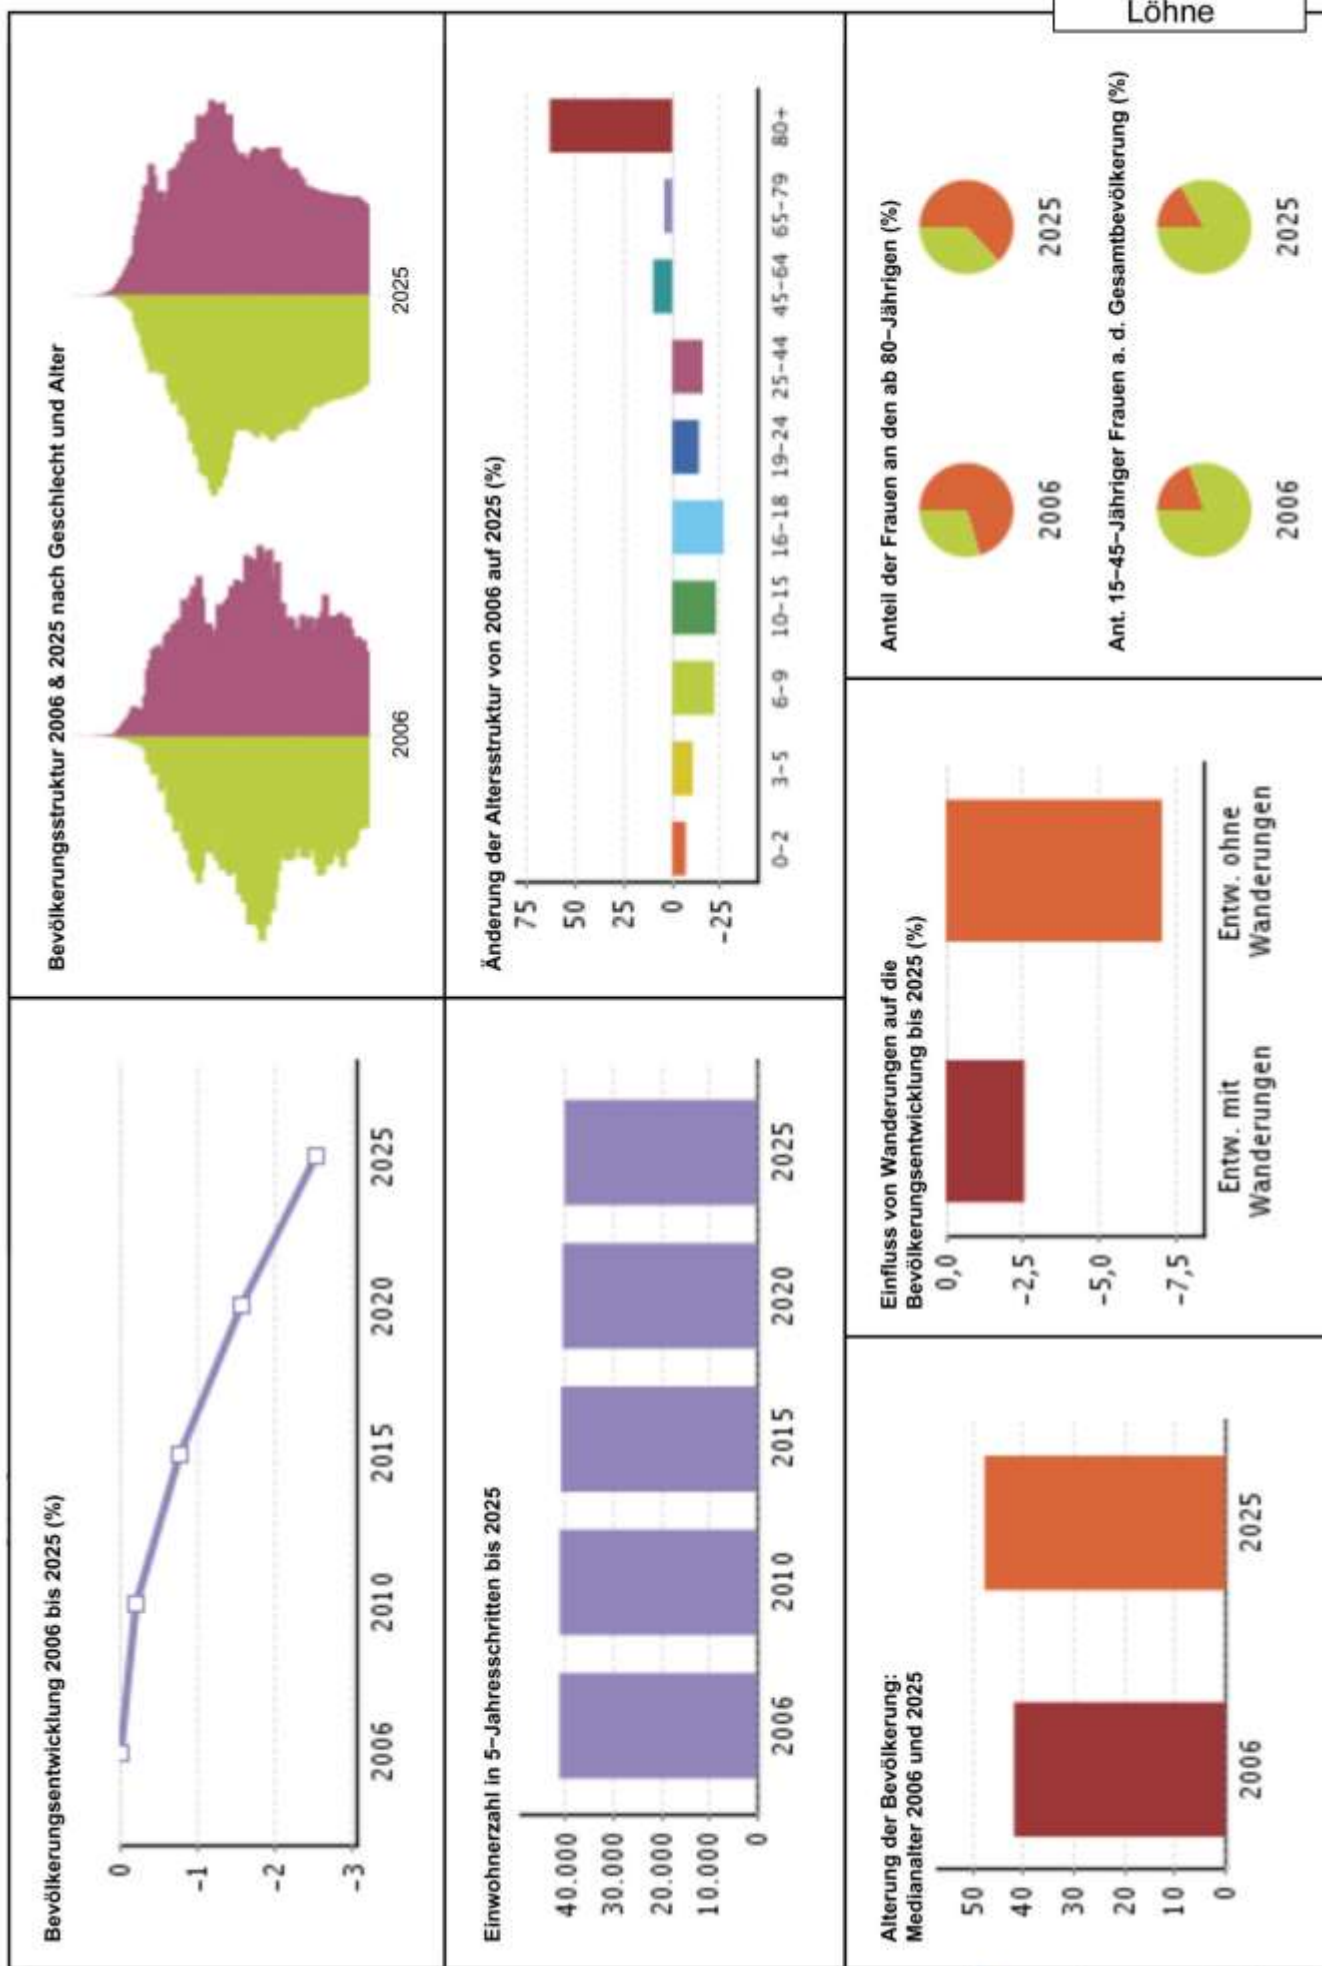 Löhne
Bevölkerungsentwicklung 2006 bis 2025 (%)
0
-1
-2
-3
2006 2010 2015 2020 2025
Bevölkerungsstruktur 2006 & 2025 nach Geschlecht und Alter
2006 2025
Einwohnerzahl in 5-Jahresschritten bis 2025
40.000
30.000
20.000
10.000
0
2006 2010 2015 2020 2025
Änderung der Altersstruktur von 2006 auf 2025 (%)
75
50
25
0
-25
0-2 3-5 6-9 10-15 16-18 19-24 25-44 45-64 65-79 80+
Alterung der Bevölkerung:
Medianalter 2006 und 2025
50
40
30
20
10
0
2006 2025
Einfluss von Wanderungen auf die
Bevölkerungsentwicklung bis 2025 (%)
0,0
-2,5
-5,0
-7,5
Entw. mit
Wanderungen
Entw. ohne
Wanderungen
Anteil der Frauen an den ab 80-Jährigen (%)
2006 2025
Ant. 15-45-Jähriger Frauen a. d. Gesamtbevölkerung (%)
2006 2025